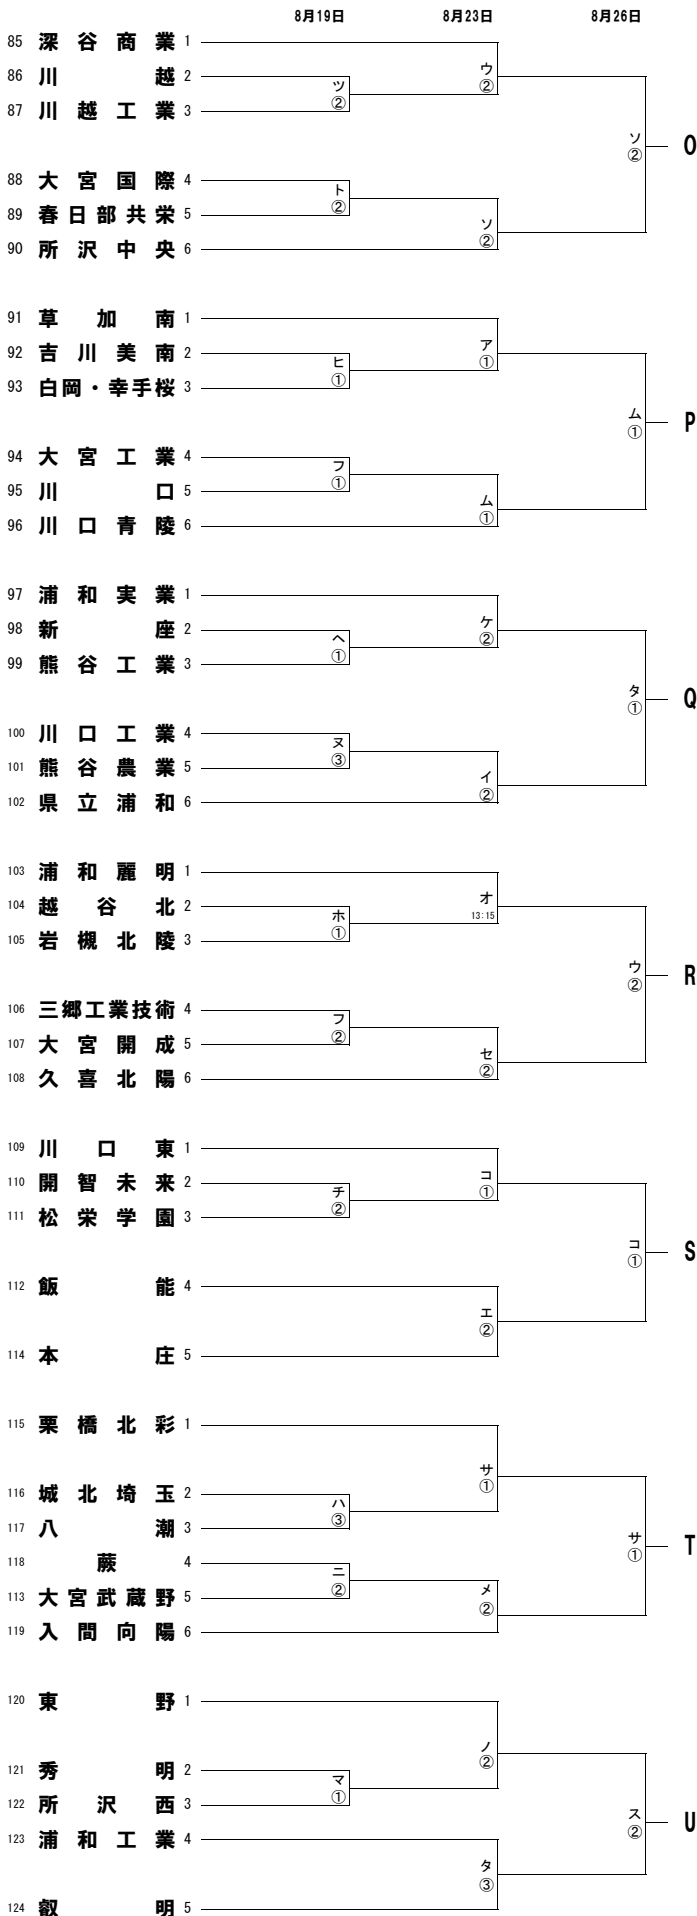 8月19日 8月23日 8月26日
85 深谷商業 1
86 川越 2
ツ② ウ②
87 川越工業 3
ソ② O
88 大宮国際 4
ト②
89 春日部共栄 5
ソ②
90 所沢中央 6
91 草加南 1
92 吉川美南 2
ヒ① ア①
93 白岡・幸手桜 3
ム① P
94 大宮工業 4
フ①
95 川口 5
ム①
96 川口青陵 6
97 浦和実業 1
98 新座 2
ヘ① ケ②
99 熊谷工業 3
タ① Q
100 川口工業 4
ヌ③
101 熊谷農業 5
イ②
102 県立浦和 6
103 浦和麗明 1
104 越谷北 2
ホ① オ 13:15
105 岩槻北陵 3
ウ② R
106 三郷工業技術 4
フ②
107 大宮開成 5
セ②
108 久喜北陽 6
109 川口東 1
110 開智未来 2
チ② コ①
111 松栄学園 3
コ① S
112 飯能 4
エ②
114 本庄 5
115 栗橋北彩 1
サ①
116 城北埼玉 2
ハ③
117 八潮 3
サ① T
118 蕨 4
ニ②
113 大宮武蔵野 5
メ②
119 入間向陽 6
120 東野 1
ノ②
121 秀明 2
マ①
122 所沢西 3
ス② U
123 浦和工業 4
タ③
124 叡明 5